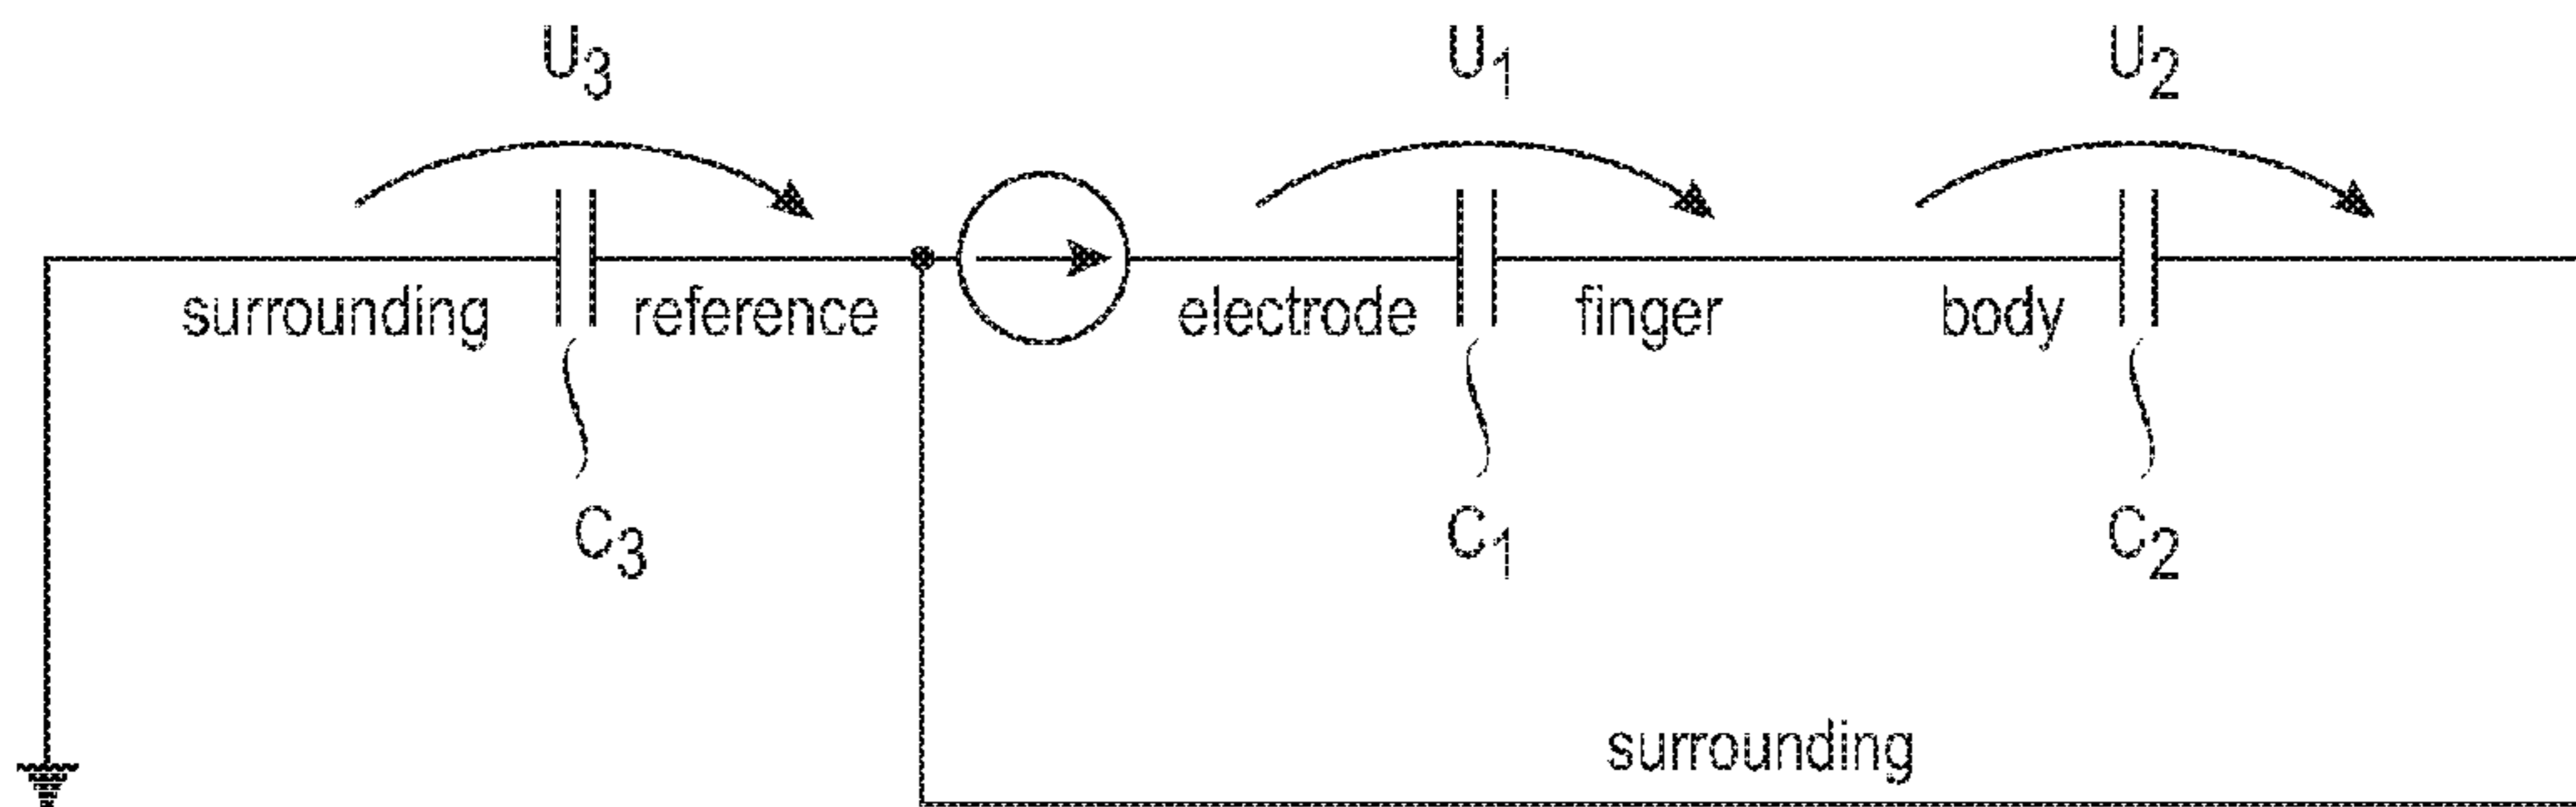 U3 U1 U2
surrounding reference electrode finger body
C3 C1 C2
surrounding